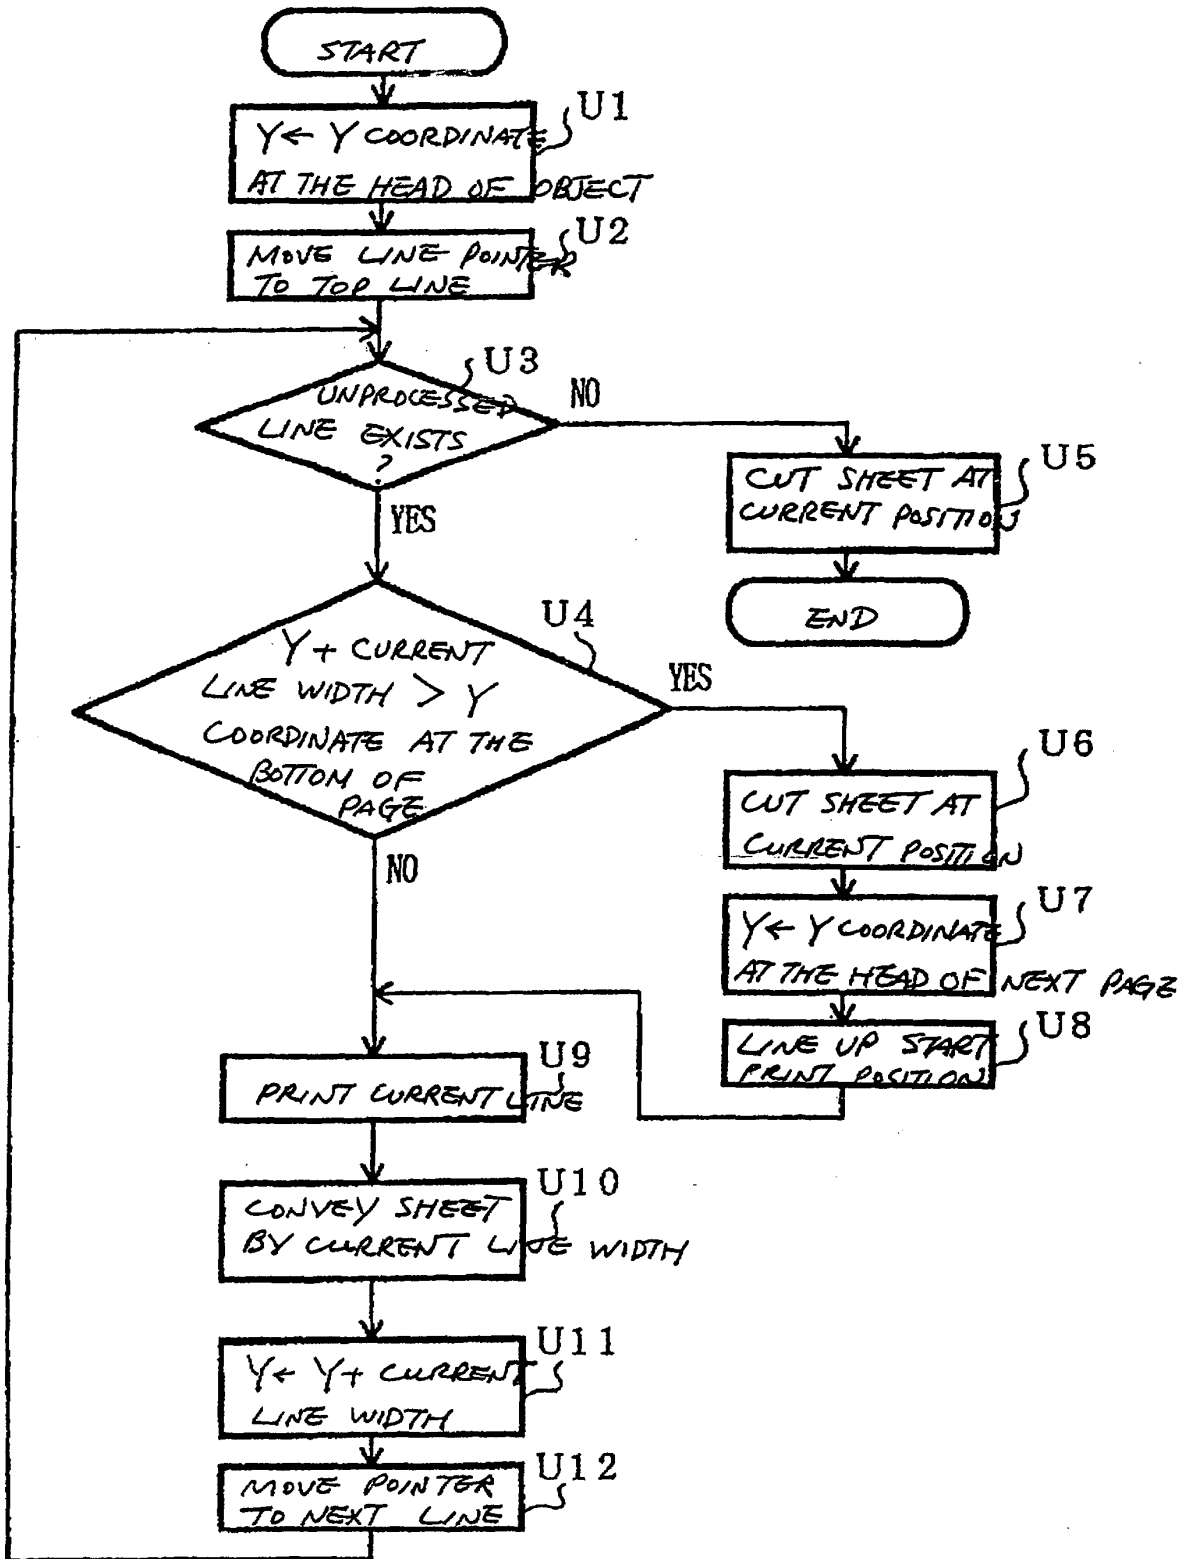 START
U1
Y ← Y COORDINATE
AT THE HEAD OF OBJECT
U2
MOVE LINE POINTER
TO TOP LINE
U3
UNPROCESSED
LINE EXISTS
?
NO
YES
U5
CUT SHEET AT
CURRENT POSITION
END
U4
Y + CURRENT
LINE WIDTH > Y
COORDINATE AT THE
BOTTOM OF
PAGE
YES
NO
U6
CUT SHEET AT
CURRENT POSITION
U7
Y ← Y COORDINATE
AT THE HEAD OF NEXT PAGE
U8
LINE UP START
PRINT POSITION
U9
PRINT CURRENT LINE
U10
CONVEY SHEET
BY CURRENT LINE WIDTH
U11
Y ← Y + CURRENT
LINE WIDTH
U12
MOVE POINTER
TO NEXT LINE